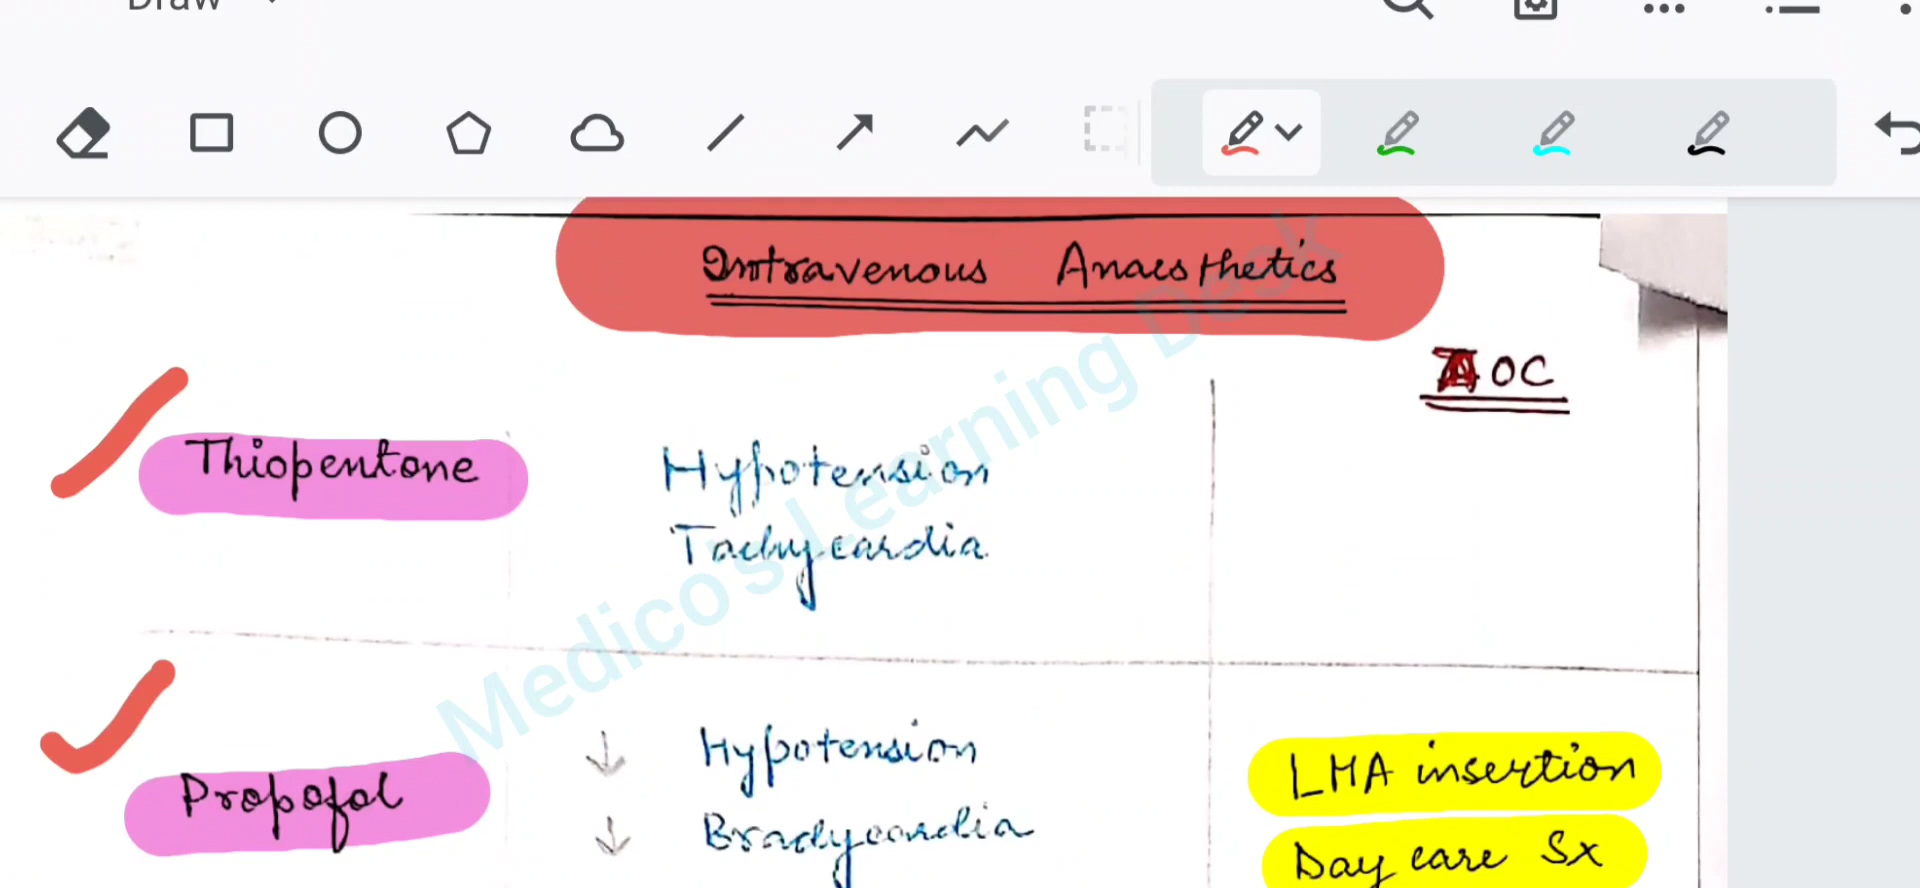 Draw
Intravenous Anaesthetics
AOC
Thiopentone
Hypotension
Tachycardia
Propofol
↓ Hypotension
↓ Bradycardia
LMA insertion
Day care Sx
Medico's Learning Desk